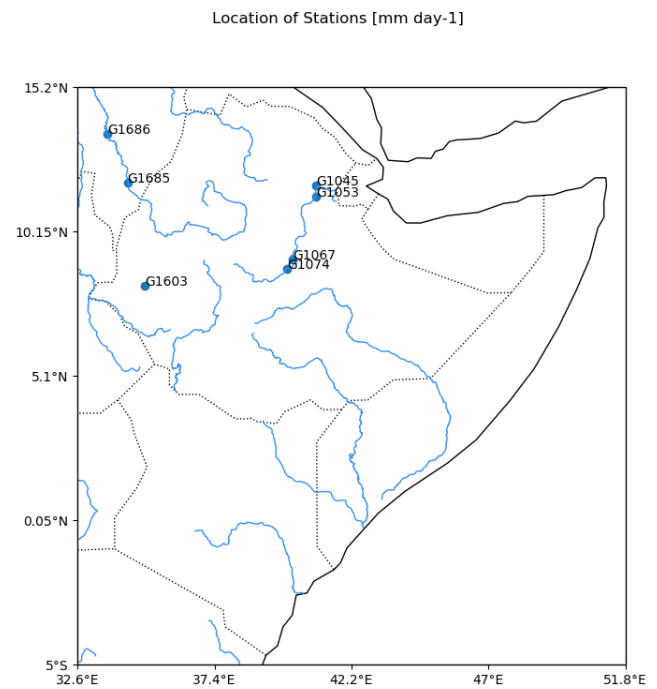 Location of Stations [mm day-1]
15.2°N
G1686
G1685
G1045
G1053
10.15°N
G1067
G1074
G1603
5.1°N
0.05°N
5°S
32.6°E 37.4°E 42.2°E 47°E 51.8°E